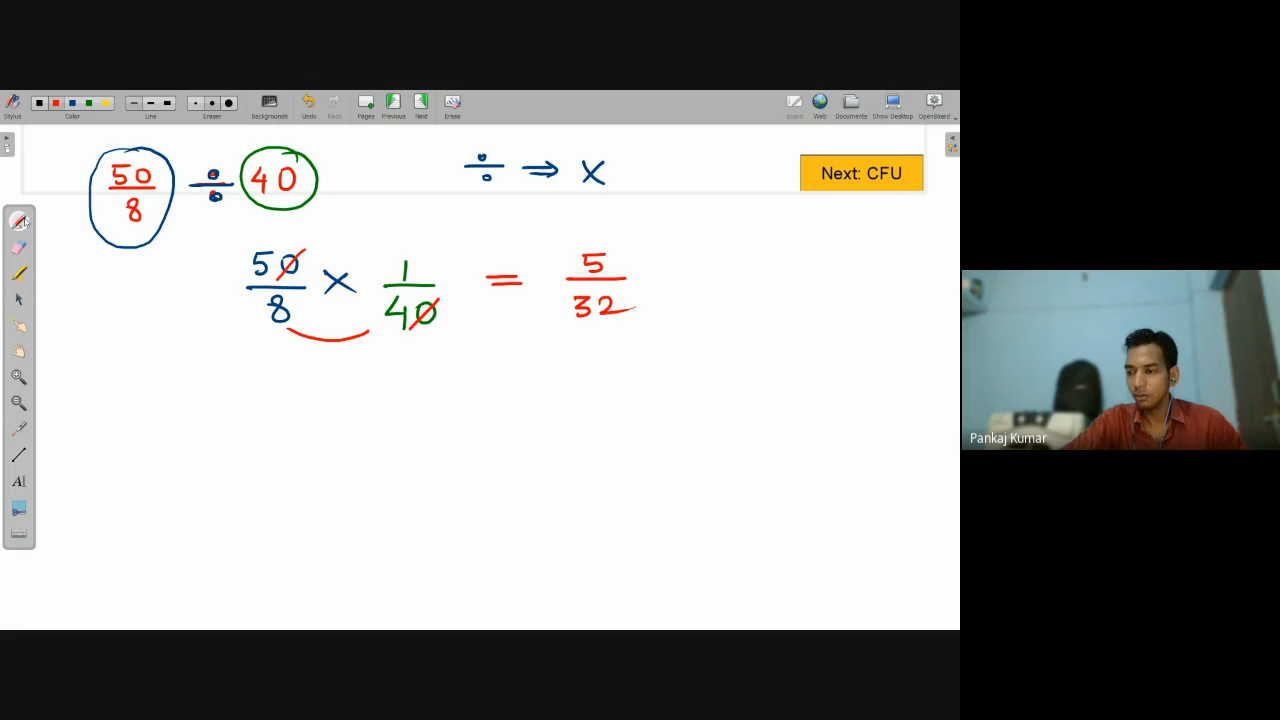 Stylus Color Line Eraser Backgrounds Undo Redo Pages Previous Next Erase Board Web Documents Show Desktop OpenBoard
50/8 ÷ 40
÷ ⇒ ×
Next: CFU
50/8 × 1/40 = 5/32
Pankaj Kumar